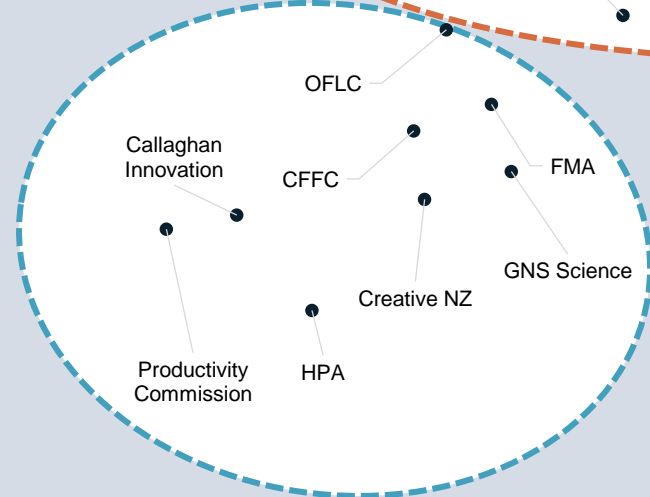 OFLC
Callaghan
Innovation
CFFC
FMA
GNS Science
Creative NZ
Productivity
Commission
HPA